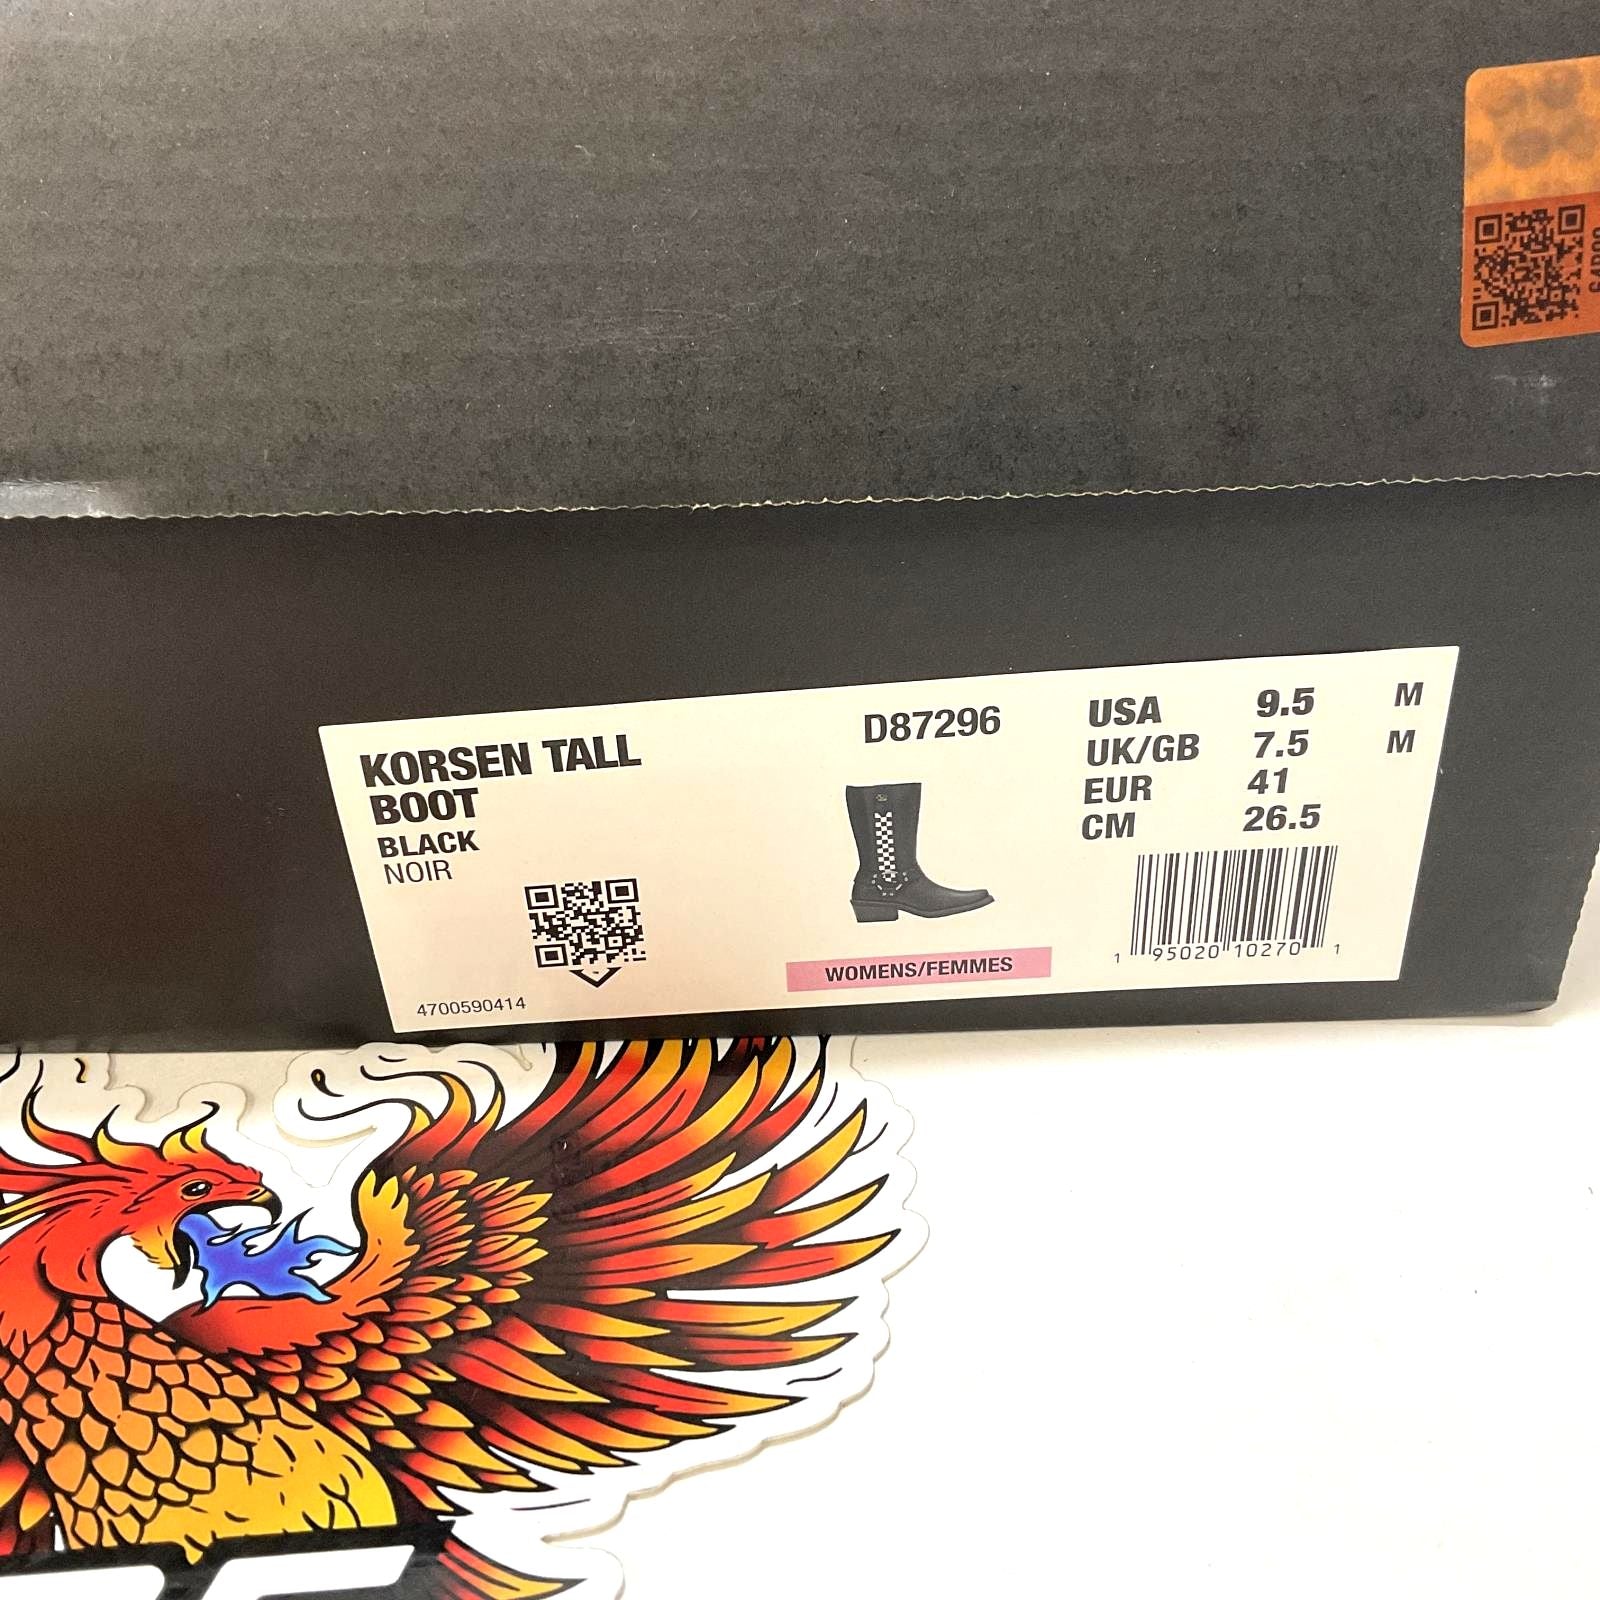 KORSEN TALL
BOOT
BLACK
NOIR
4700590414
D87296
WOMENS/FEMMES
USA 9.5 M
UK/GB 7.5 M
EUR 41
CM 26.5
1 95020 10270 1